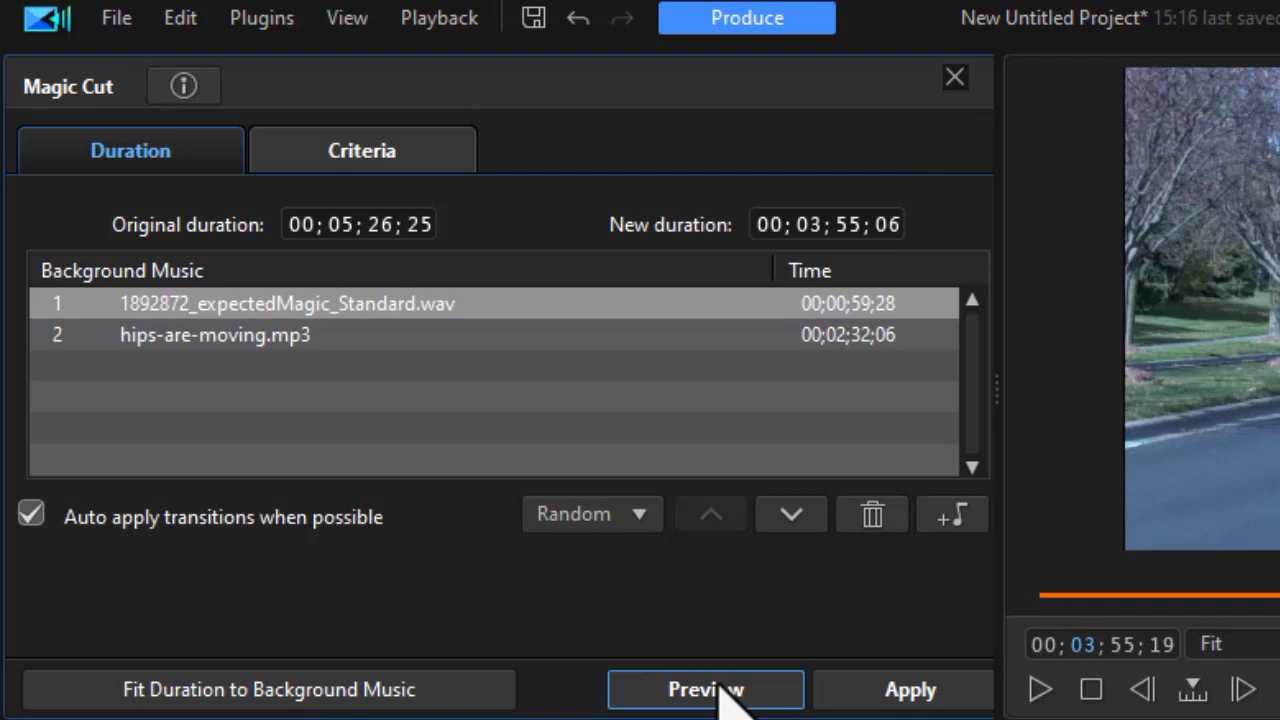 File Edit Plugins View Playback Produce New Untitled Project* 15:16 last saved
Magic Cut
Duration Criteria
Original duration: 00; 05; 26; 25 New duration: 00; 03; 55; 06
Background Music Time
1 1892872_expectedMagic_Standard.wav 00;00;59;28
2 hips-are-moving.mp3 00;02;32;06
Auto apply transitions when possible Random
00; 03; 55; 19 Fit
Fit Duration to Background Music Preview Apply